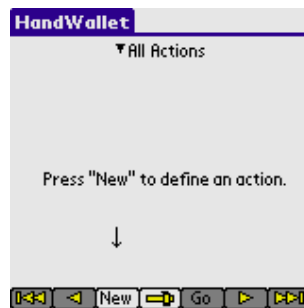 HandWallet
All Actions
Press "New" to define an action.
New
Go